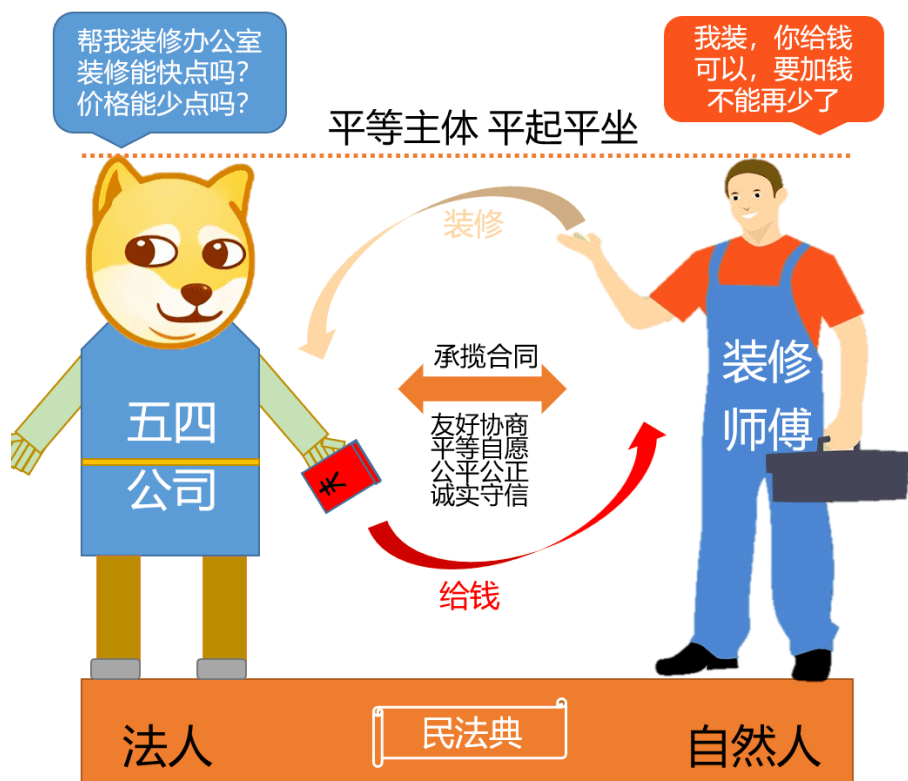 帮我装修办公室
装修能快点吗？
价格能少点吗？
我装，你给钱
可以，要加钱
不能再少了
平等主体 平起平坐
装修
承揽合同
友好协商
平等自愿
公平公正
诚实守信
给钱
五四
公司
装修
师傅
法人
民法典
自然人